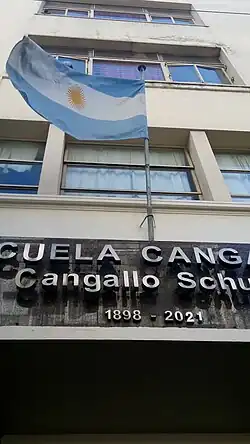 CUELA CANGA
Cangallo Schu
1898 - 2021